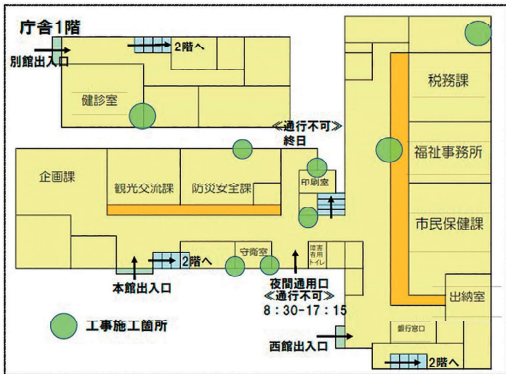 庁舎1階
2階へ
別館出入口
健診室
税務課
≪通行不可≫
終日
福祉事務所
印刷室
企画課
観光交流課
防災安全課
市民保健課
守衛室
障害
者用
トイレ
2階へ
本館出入口
夜間通用口
≪通行不可≫
8:30-17:15
出納室
銀行窓口
工事施工箇所
西館出入口
2階へ